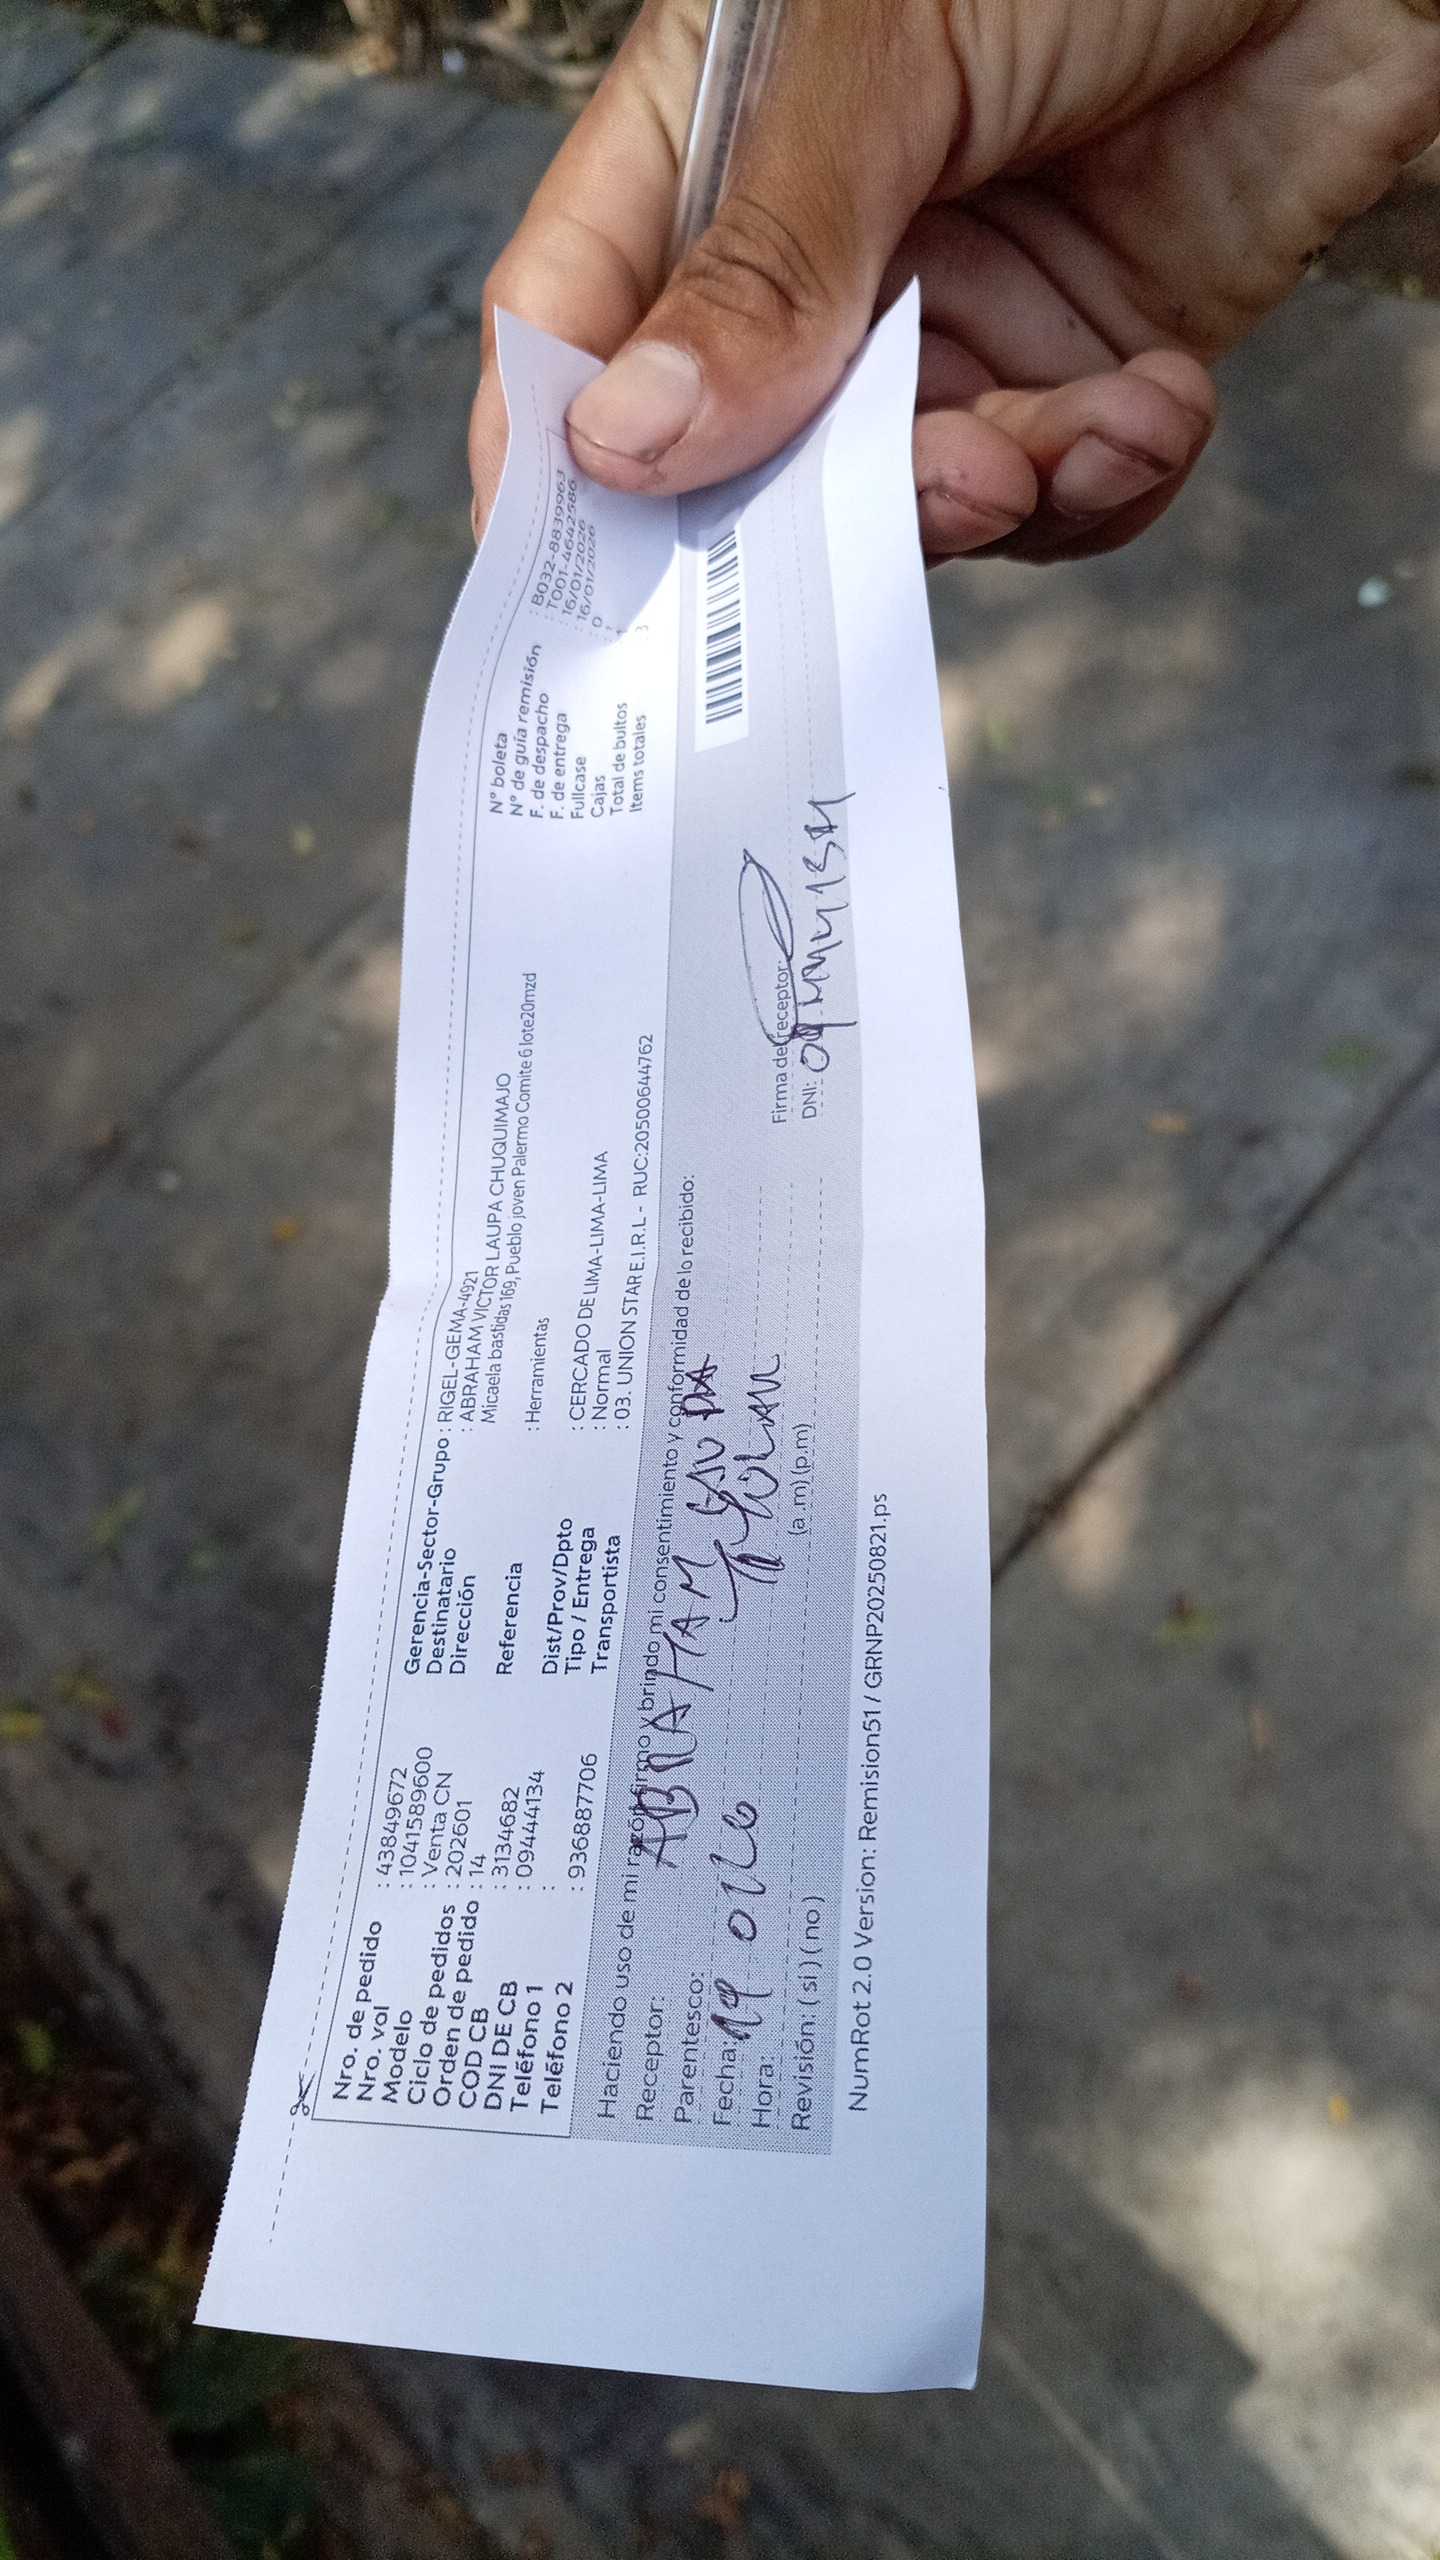 Nro. de pedido : 43849672
Nro. vol : 1041589600
Modelo : Venta CN
Ciclo de pedidos : 202601
Orden de pedido : 14
COD CB : 3134682
DNI DE CB : 09444134
Teléfono 1 :
Teléfono 2 : 936887706
Gerencia-Sector-Grupo : RIGEL-GEMA-4921
Destinatario : ABRAHAM VICTOR LAUPA CHUQUIMAJO
Dirección Micaela bastidas 169, Pueblo joven Palermo Comite 6 lote20mzd
Referencia : Herramientas
Dist/Prov/Dpto : CERCADO DE LIMA-LIMA-LIMA
Tipo / Entrega : Normal
Transportista : 03. UNION STAR E.I.R.L - RUC:20500644762
N° boleta : B032-8839963
N° de guía remisión : T001-4642586
F. de despacho : 16/01/2026
F. de entrega : 16/01/2026
Fullcase : 0
Cajas
Total de bultos
Items totales 3
Haciendo uso de mi razón firmo y brindo mi consentimiento y conformidad de lo recibido:
Receptor: ABRAHAM
Parentesco:
Fecha: 01 26
Hora: (a.m) (p.m)
Revisión: ( si ) ( no )
Firma del receptor:
DNI:
NumRot 2.0 Version: Remision51 / GRNP20250821.ps